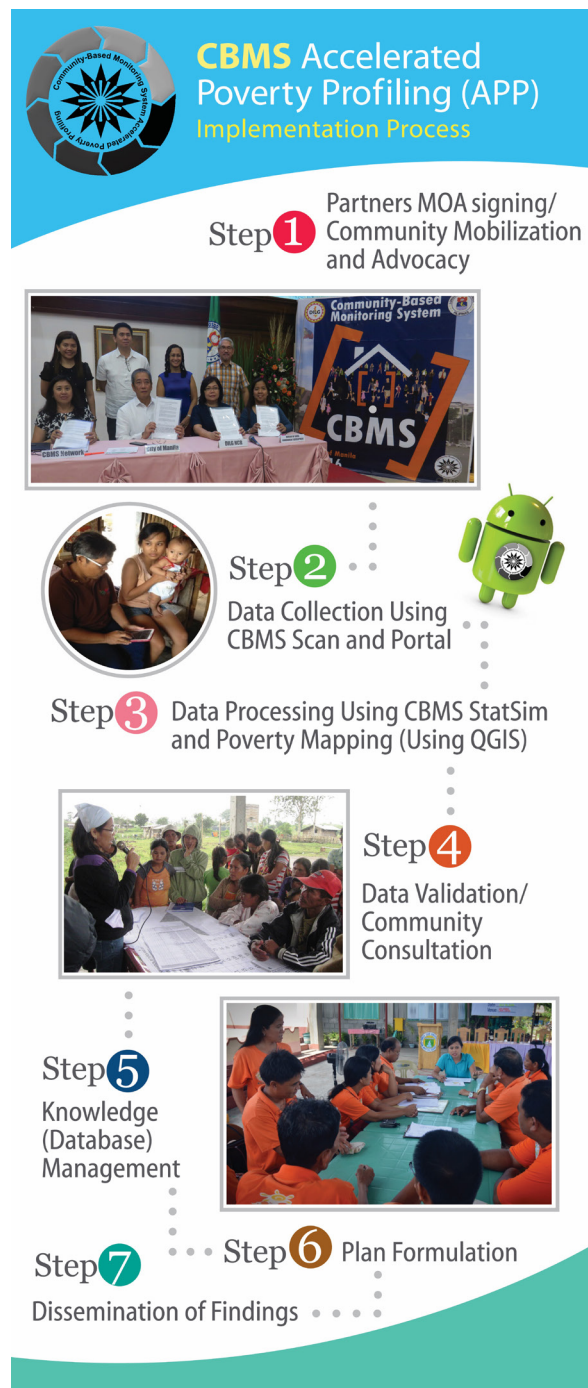 Community-Based Monitoring System Accelerated Poverty Profiling
CBMS Accelerated
Poverty Profiling (APP)
Implementation Process
Step 1
Partners MOA signing/
Community Mobilization
and Advocacy
Community-Based
Monitoring System
CBMS
CBMS Network
City of Manila
DILG NCR
Step 2
Data Collection Using
CBMS Scan and Portal
Step 3
Data Processing Using CBMS StatSim
and Poverty Mapping (Using QGIS)
Step 4
Data Validation/
Community
Consultation
Step 5
Knowledge
(Database)
Management
Step 6 Plan Formulation
Step 7
Dissemination of Findings